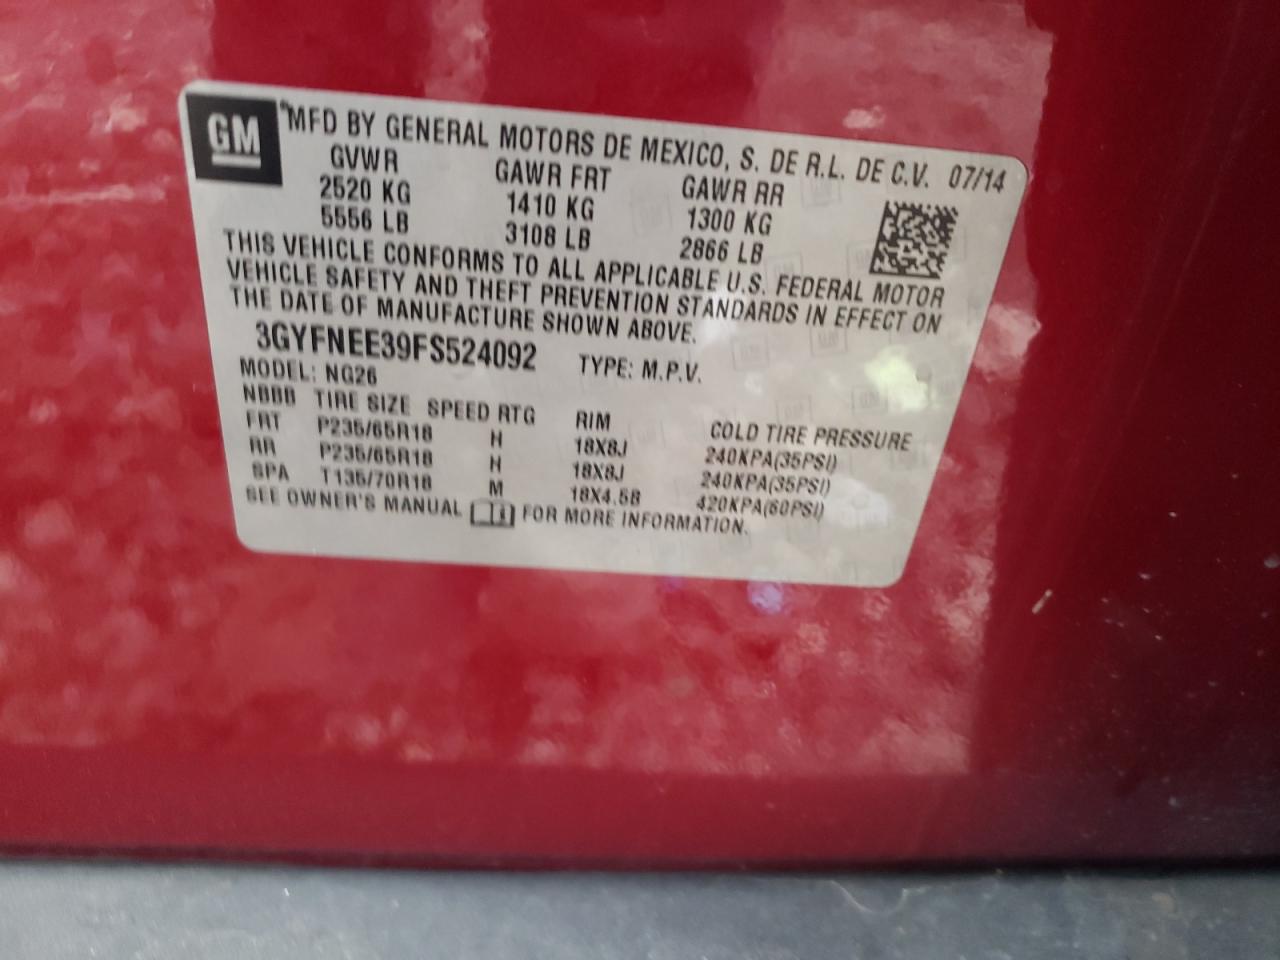 GM ® MFD BY GENERAL MOTORS DE MEXICO, S. DE R.L. DE C.V. 07/14
GVWR GAWR FRT GAWR RR
2520 KG 1410 KG 1300 KG
5556 LB 3108 LB 2866 LB
THIS VEHICLE CONFORMS TO ALL APPLICABLE U.S. FEDERAL MOTOR
VEHICLE SAFETY AND THEFT PREVENTION STANDARDS IN EFFECT ON
THE DATE OF MANUFACTURE SHOWN ABOVE.
3GYFNEE39FS524092 TYPE: M.P.V.
MODEL: NG26
NBBB TIRE SIZE SPEED RTG RIM COLD TIRE PRESSURE
FRT P235/65R18 H 18X8J 240KPA(35PSI)
RR P235/65R18 H 18X8J 240KPA(35PSI)
SPA T135/70R18 M 18X4.5B 420KPA(60PSI)
SEE OWNER'S MANUAL FOR MORE INFORMATION.